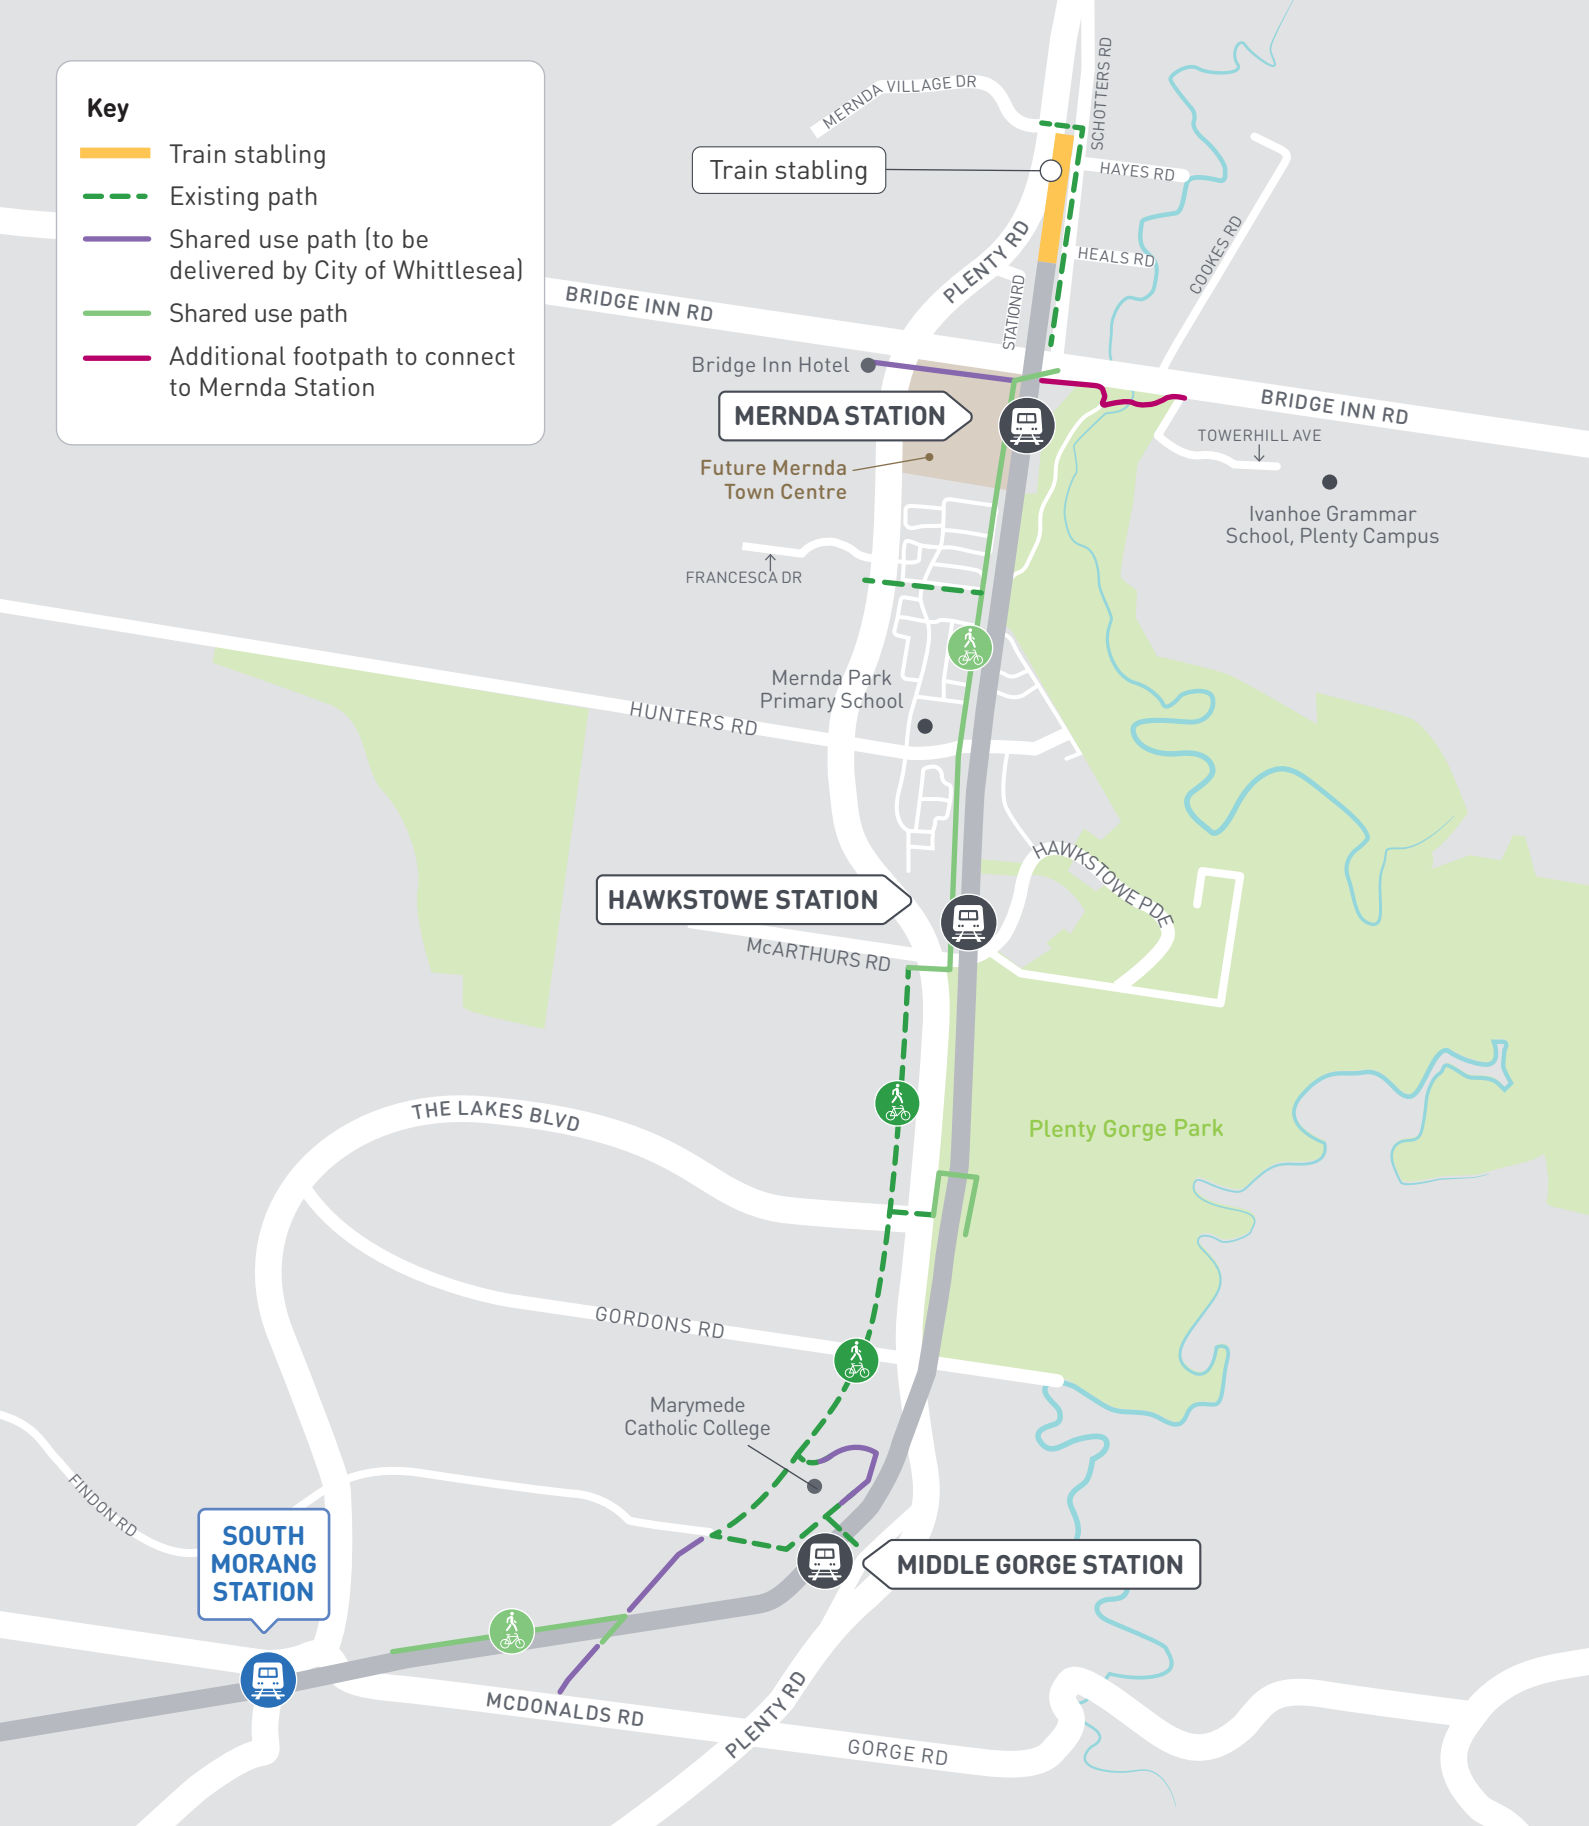 Key
Train stabling
Existing path
Shared use path (to be
delivered by City of Whittlesea)
Shared use path
Additional footpath to connect
to Mernda Station
MERNDA VILLAGE DR
SCHOTTERS RD
Train stabling
HAYES RD
PLENTY RD
HEALS RD
COOKES RD
STATION RD
BRIDGE INN RD
Bridge Inn Hotel
MERNDA STATION
BRIDGE INN RD
TOWERHILL AVE
Future Mernda
Town Centre
Ivanhoe Grammar
School, Plenty Campus
FRANCESCA DR
Mernda Park
Primary School
HUNTERS RD
HAWKSTOWE PDE
HAWKSTOWE STATION
McARTHURS RD
THE LAKES BLVD
Plenty Gorge Park
GORDONS RD
Marymede
Catholic College
FINDON RD
SOUTH
MORANG
STATION
MIDDLE GORGE STATION
MCDONALDS RD
PLENTY RD
GORGE RD